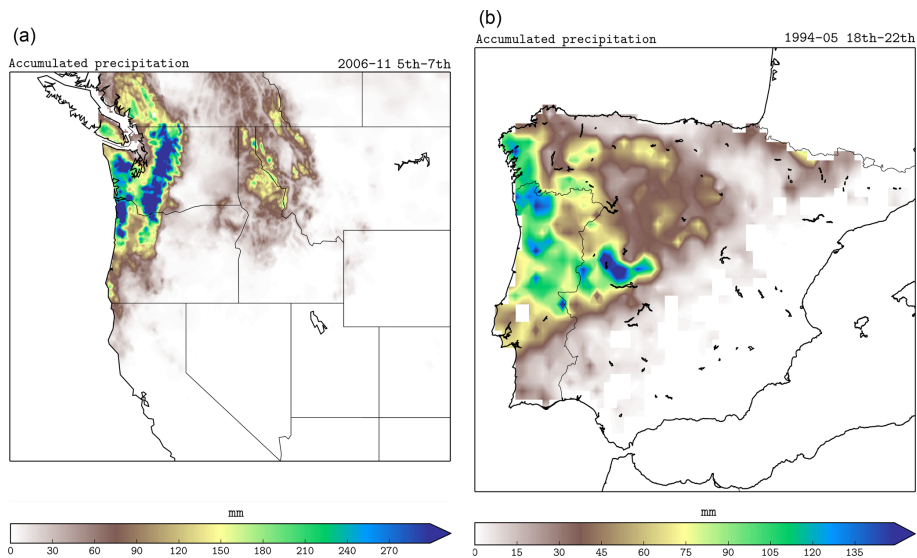 (a)
Accumulated precipitation 2006-11 5th-7th
mm
0 30 60 90 120 150 180 210 240 270
(b)
Accumulated precipitation 1994-05 18th-22th
mm
0 15 30 45 60 75 90 105 120 135